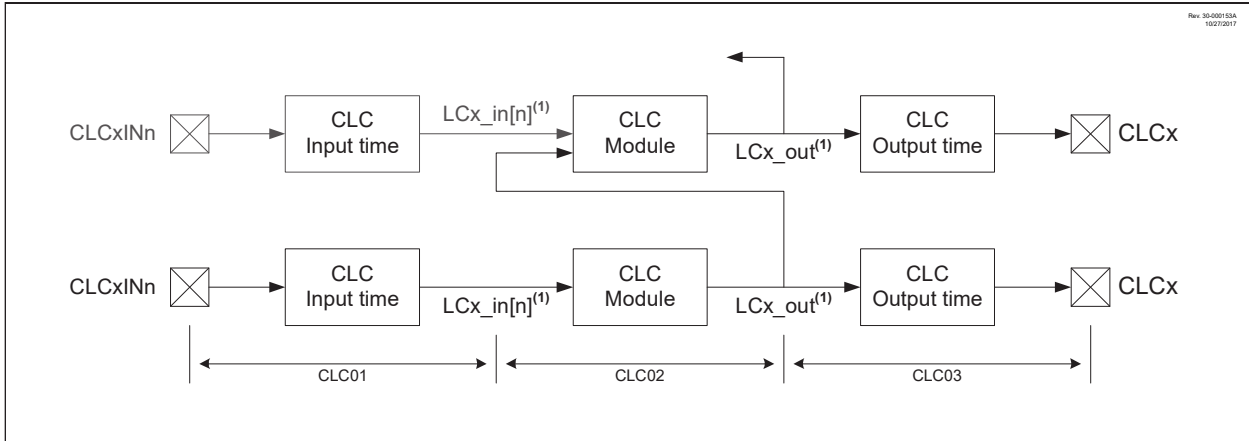 Rev. 30-000153A
10/27/2017
CLCxINn
CLC
Input time
LCx_in[n](1)
CLC
Module
LCx_out(1)
CLC
Output time
CLCx
CLCxINn
CLC
Input time
LCx_in[n](1)
CLC
Module
LCx_out(1)
CLC
Output time
CLCx
CLC01
CLC02
CLC03